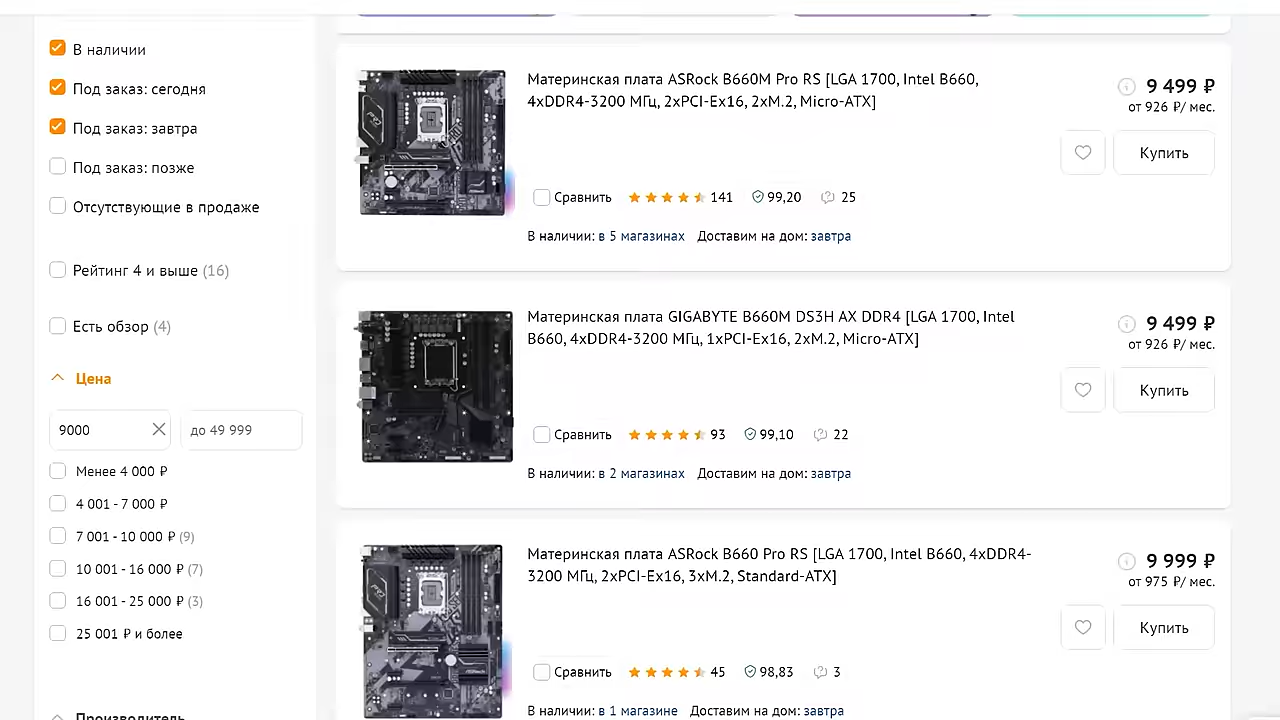 В наличии
Под заказ: сегодня
Под заказ: завтра
Под заказ: позже
Отсутствующие в продаже
Рейтинг 4 и выше (16)
Есть обзор (4)
Цена
9000
до 49 999
Менее 4 000 ₽
4 001 - 7 000 ₽
7 001 - 10 000 ₽ (9)
10 001 - 16 000 ₽ (7)
16 001 - 25 000 ₽ (3)
25 001 ₽ и более
Производитель
Материнская плата ASRock B660M Pro RS [LGA 1700, Intel B660,
4xDDR4-3200 МГц, 2xPCI-Ex16, 2xM.2, Micro-ATX]
9 499 ₽
от 926 ₽/ мес.
Купить
Сравнить 141 99,20 25
В наличии: в 5 магазинах Доставим на дом: завтра
Материнская плата GIGABYTE B660M DS3H AX DDR4 [LGA 1700, Intel
B660, 4xDDR4-3200 МГц, 1xPCI-Ex16, 2xM.2, Micro-ATX]
9 499 ₽
от 926 ₽/ мес.
Купить
Сравнить 93 99,10 22
В наличии: в 2 магазинах Доставим на дом: завтра
Материнская плата ASRock B660 Pro RS [LGA 1700, Intel B660, 4xDDR4-
3200 МГц, 2xPCI-Ex16, 3xM.2, Standard-ATX]
9 999 ₽
от 975 ₽/ мес.
Купить
Сравнить 45 98,83 3
В наличии: в 1 магазине Доставим на дом: завтра